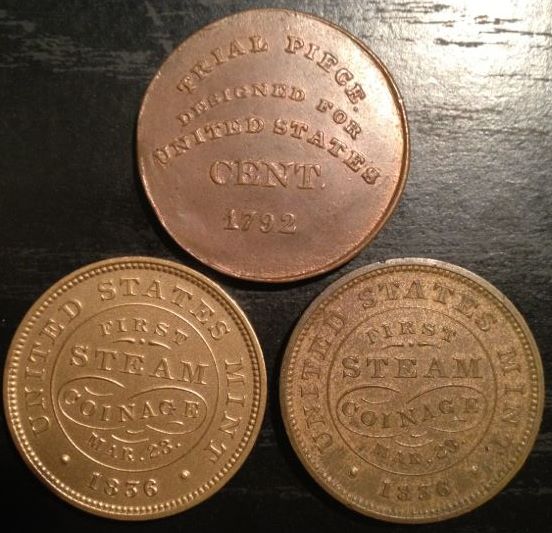 TRIAL PIECE.
DESIGNED FOR
UNITED STATES
CENT.
1792
UNITED STATES MINT
FIRST
STEAM
COINAGE
MAR. 23.
1836
UNITED STATES MINT
FIRST
STEAM
COINAGE
MAR. 23.
1836